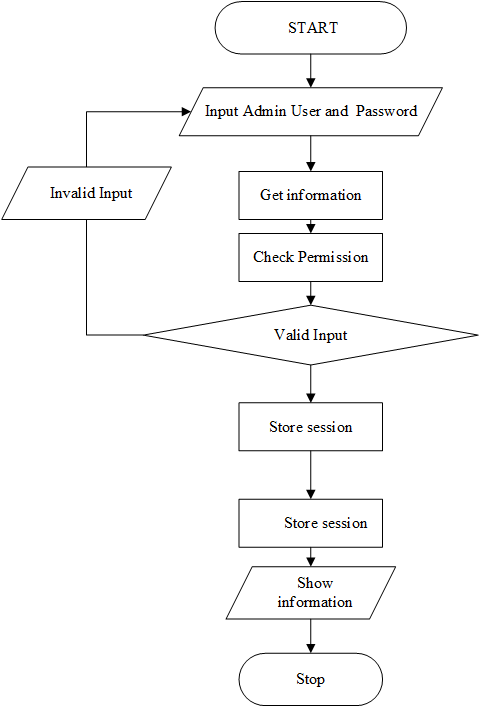 START
Input Admin User and Password
Invalid Input
Get information
Check Permission
Valid Input
Store session
Store session
Show
information
Stop